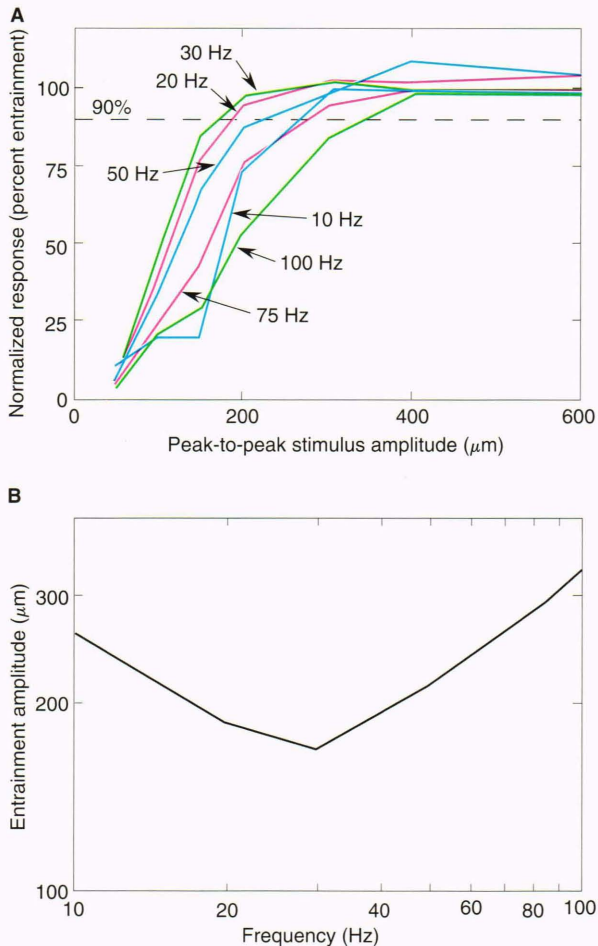 A
Normalized response (percent entrainment)
100
75
50
25
0
90%
30 Hz
20 Hz
50 Hz
10 Hz
100 Hz
75 Hz
0
200
400
600
Peak-to-peak stimulus amplitude (μm)
B
Entrainment amplitude (μm)
300
200
100
10
20
40
60
80
100
Frequency (Hz)